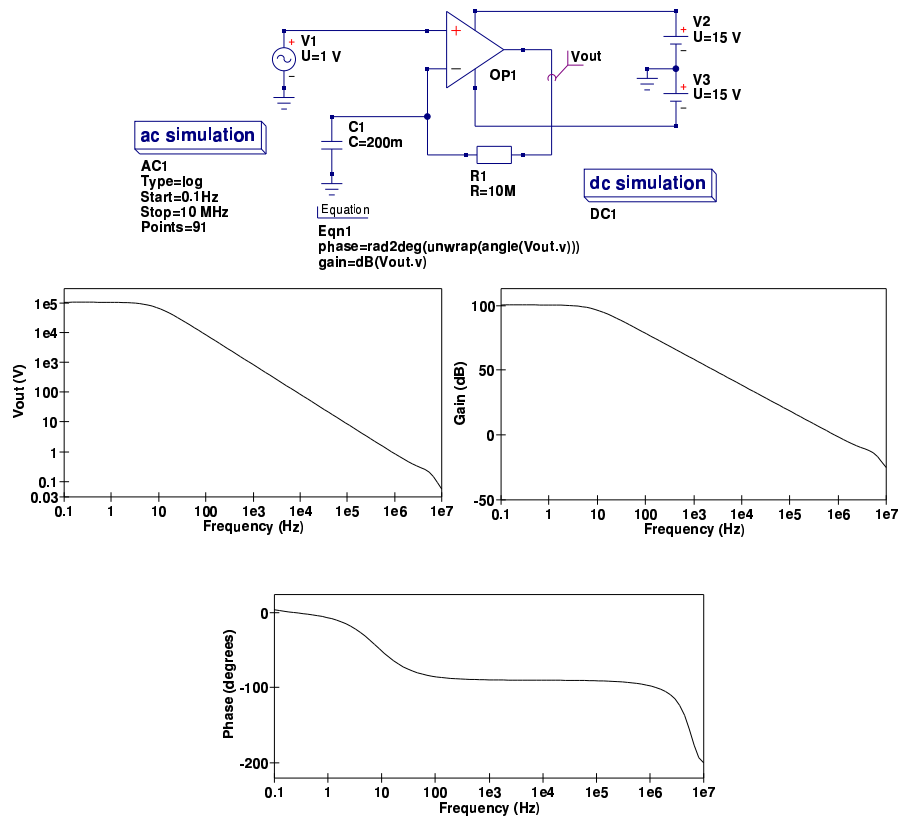 V1
U=1 V
+
−
OP1
Vout
V2
U=15 V
V3
U=15 V
ac simulation
AC1
Type=log
Start=0.1Hz
Stop=10 MHz
Points=91
C1
C=200m
R1
R=10M
dc simulation
DC1
Equation
Eqn1
phase=rad2deg(unwrap(angle(Vout.v)))
gain=dB(Vout.v)
Vout (V)
1e5
1e4
1e3
100
10
1
0.1
0.03
0.1 1 10 100 1e3 1e4 1e5 1e6 1e7
Frequency (Hz)
Gain (dB)
100
50
0
-50
0.1 1 10 100 1e3 1e4 1e5 1e6 1e7
Frequency (Hz)
Phase (degrees)
0
-100
-200
0.1 1 10 100 1e3 1e4 1e5 1e6 1e7
Frequency (Hz)